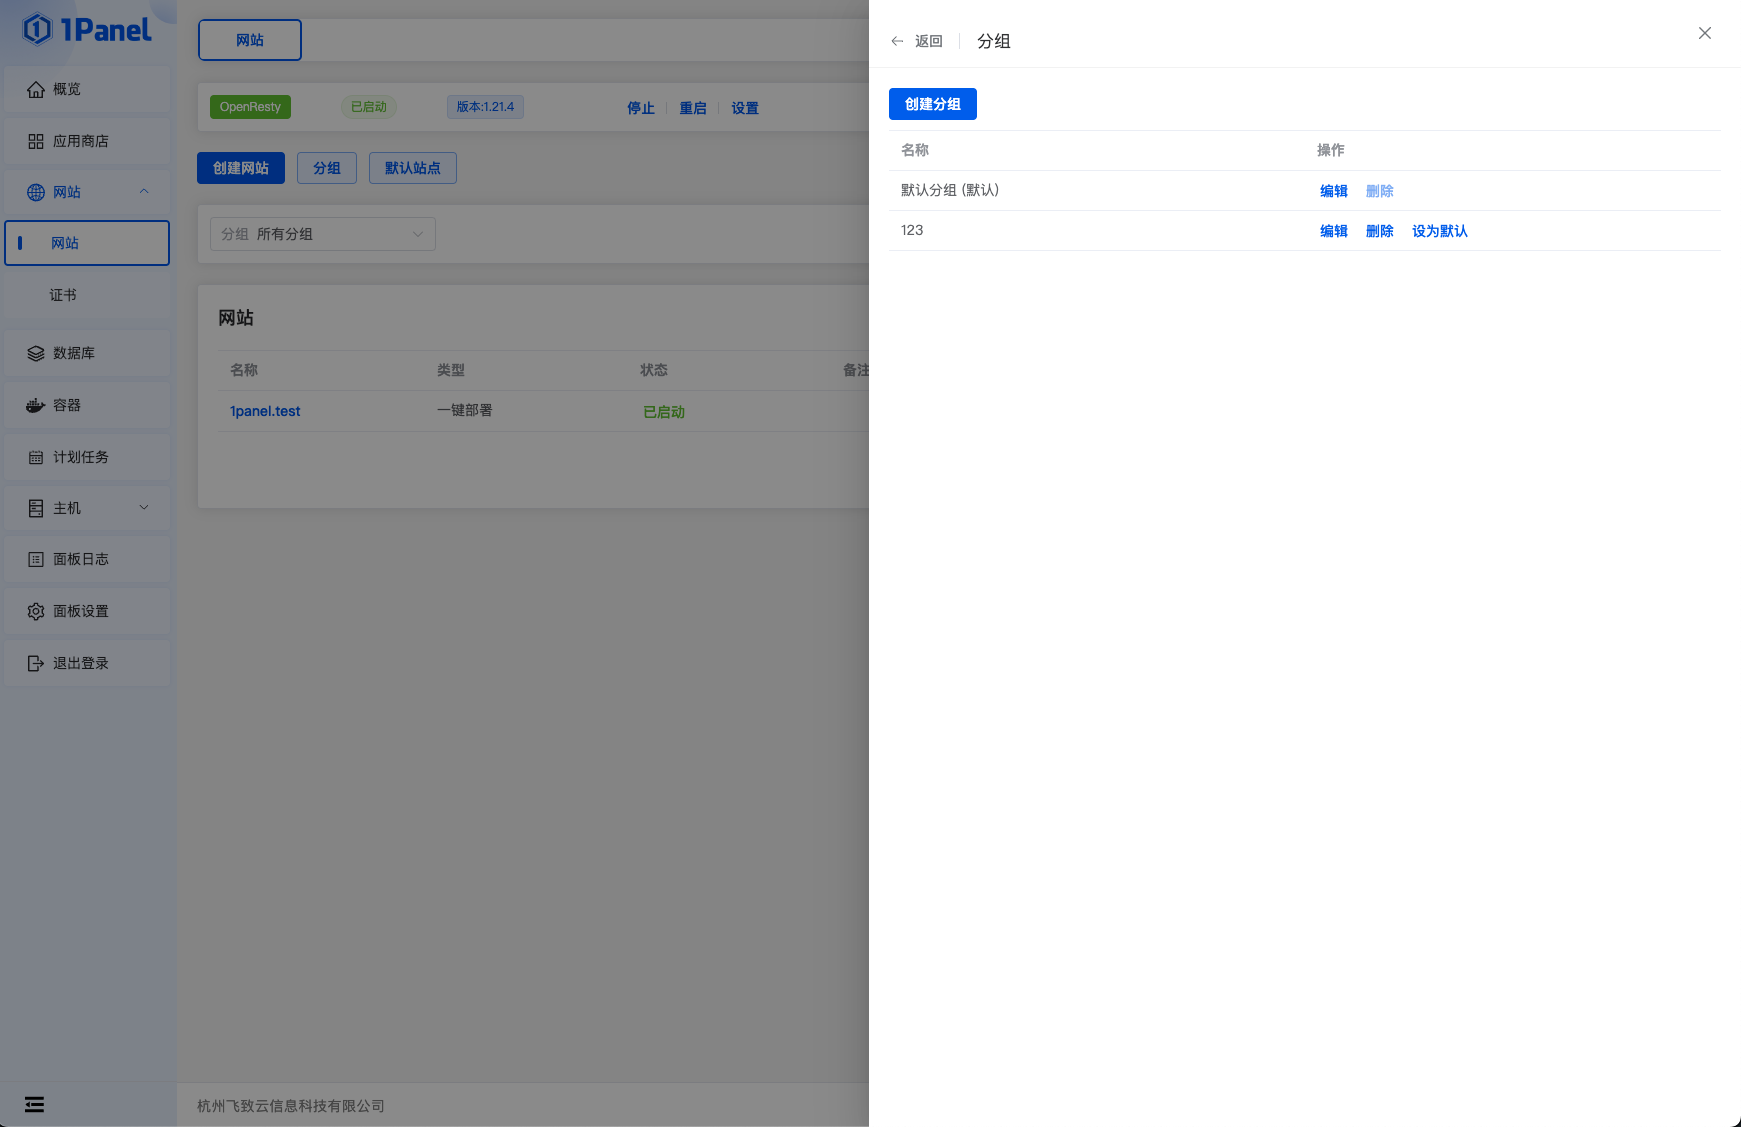 1Panel
概览
应用商店
网站
网站
证书
数据库
容器
计划任务
主机
面板日志
面板设置
退出登录
网站
OpenResty 已启动 版本:1.21.4 停止 重启 设置
创建网站 分组 默认站点
分组 所有分组
网站
名称 类型 状态 备注
1panel.test 一键部署 已启动
杭州飞致云信息科技有限公司
返回 分组
创建分组
名称 操作
默认分组 (默认) 编辑 删除
123 编辑 删除 设为默认